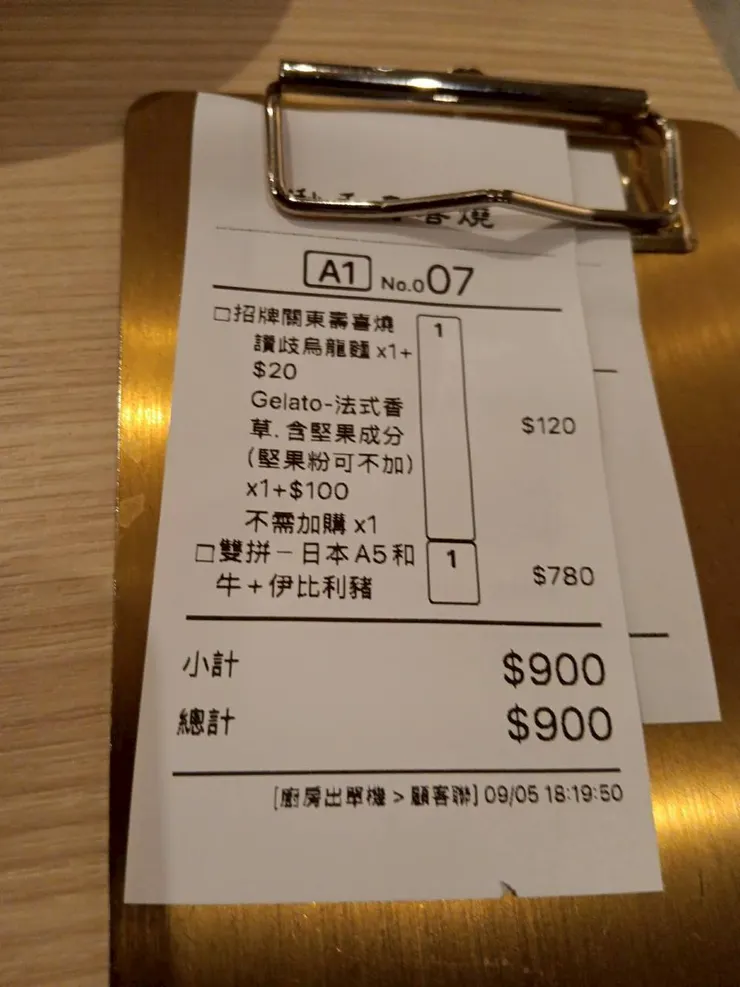 喜燒
A1 No.007
□招牌關東壽喜燒 1
讚岐烏龍麵 x1+
$20
Gelato-法式香
草.含堅果成分 $120
(堅果粉可不加)
x1+$100
不需加購 x1
□雙拼－日本A5和 1
牛＋伊比利豬 $780
小計 $900
總計 $900
[廚房出單機 > 顧客聯] 09/05 18:19:50